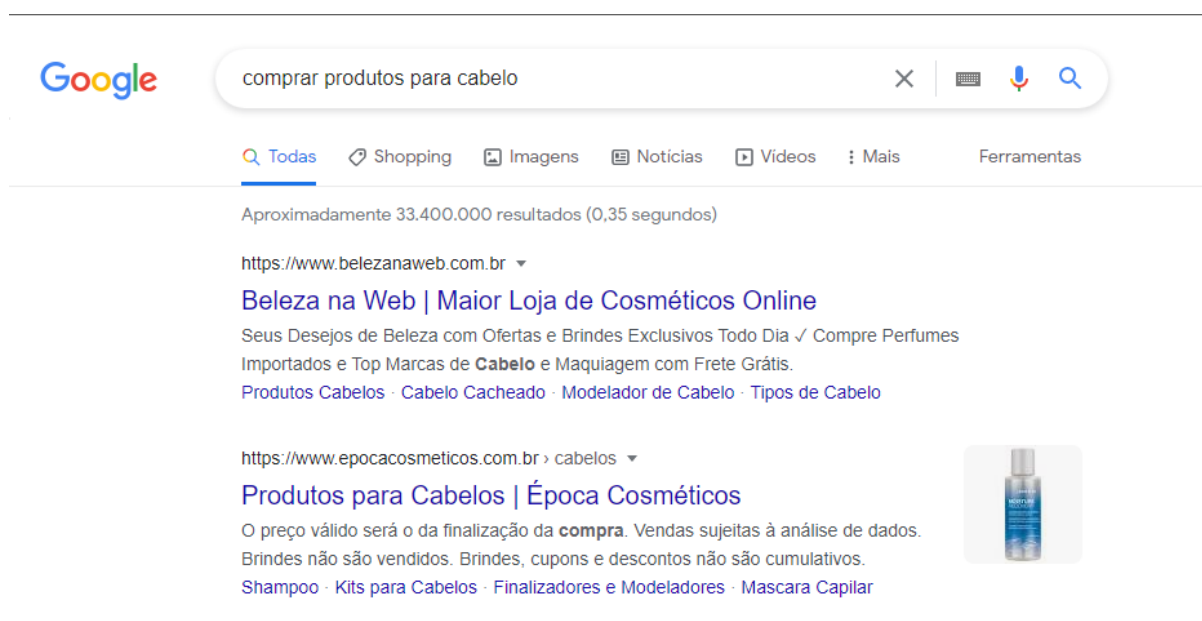 Google
comprar produtos para cabelo
Todas Shopping Imagens Notícias Vídeos Mais Ferramentas
Aproximadamente 33.400.000 resultados (0,35 segundos)
https://www.belezanaweb.com.br
Beleza na Web | Maior Loja de Cosméticos Online
Seus Desejos de Beleza com Ofertas e Brindes Exclusivos Todo Dia ✓ Compre Perfumes
Importados e Top Marcas de Cabelo e Maquiagem com Frete Grátis.
Produtos Cabelos · Cabelo Cacheado · Modelador de Cabelo · Tipos de Cabelo
https://www.epocacosmeticos.com.br › cabelos
Produtos para Cabelos | Época Cosméticos
O preço válido será o da finalização da compra. Vendas sujeitas à análise de dados.
Brindes não são vendidos. Brindes, cupons e descontos não são cumulativos.
Shampoo · Kits para Cabelos · Finalizadores e Modeladores · Mascara Capilar